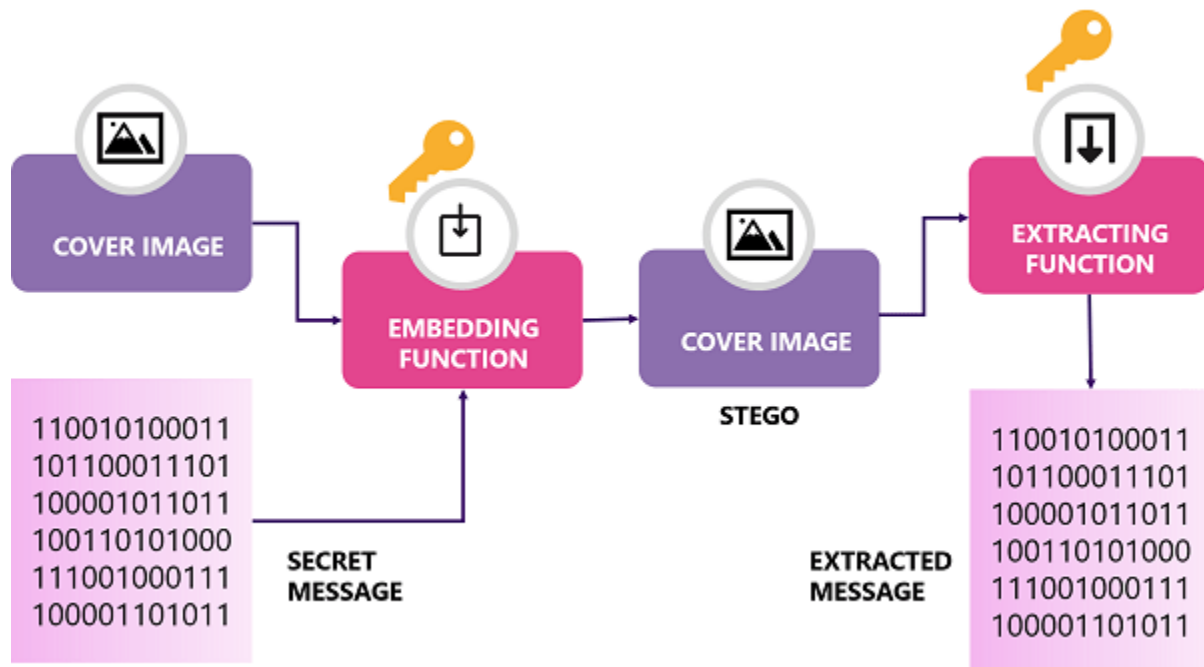 COVER IMAGE
EMBEDDING
FUNCTION
COVER IMAGE
STEGO
EXTRACTING
FUNCTION
110010100011
101100011101
100001011011
100110101000
111001000111
100001101011
SECRET
MESSAGE
EXTRACTED
MESSAGE
110010100011
101100011101
100001011011
100110101000
111001000111
100001101011